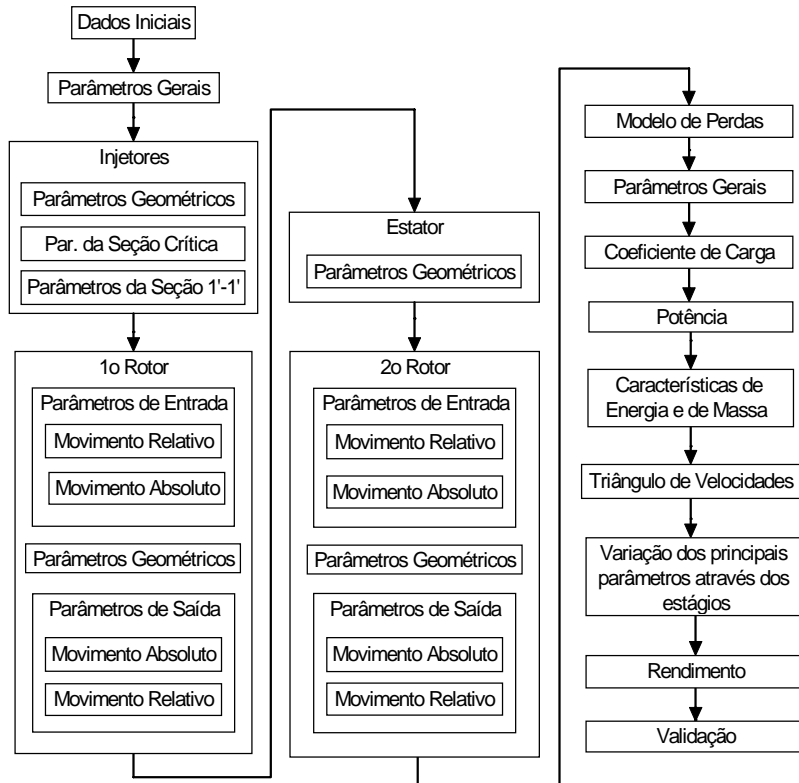 Dados Iniciais
Parâmetros Gerais
Injetores
Parâmetros Geométricos
Par. da Seção Crítica
Parâmetros da Seção 1'-1'
1o Rotor
Parâmetros de Entrada
Movimento Relativo
Movimento Absoluto
Parâmetros Geométricos
Parâmetros de Saída
Movimento Absoluto
Movimento Relativo
Estator
Parâmetros Geométricos
2o Rotor
Parâmetros de Entrada
Movimento Relativo
Movimento Absoluto
Parâmetros Geométricos
Parâmetros de Saída
Movimento Absoluto
Movimento Relativo
Modelo de Perdas
Parâmetros Gerais
Coeficiente de Carga
Potência
Características de
Energia e de Massa
Triângulo de Velocidades
Variação dos principais
parâmetros através dos
estágios
Rendimento
Validação